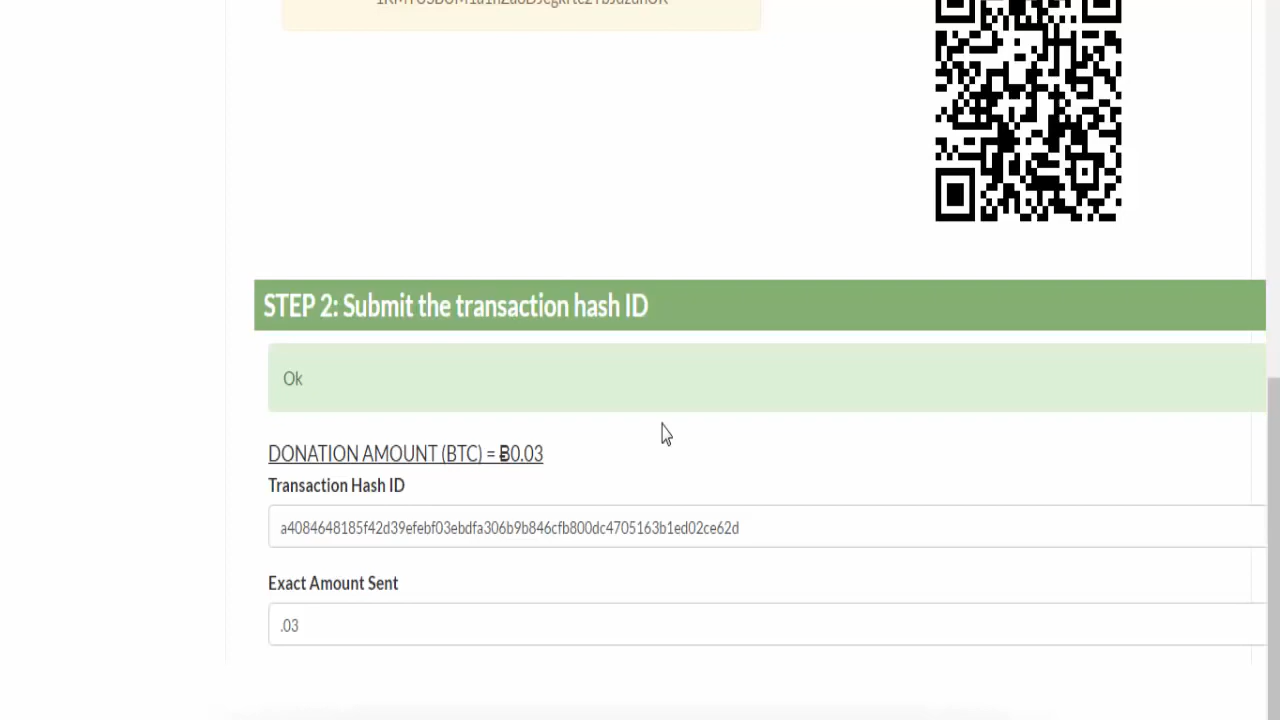 STEP 2: Submit the transaction hash ID
Ok
DONATION AMOUNT (BTC) = Ƀ0.03
Transaction Hash ID
a4084648185f42d39efebf03ebdfa306b9b846cfb800dc4705163b1ed02ce62d
Exact Amount Sent
.03